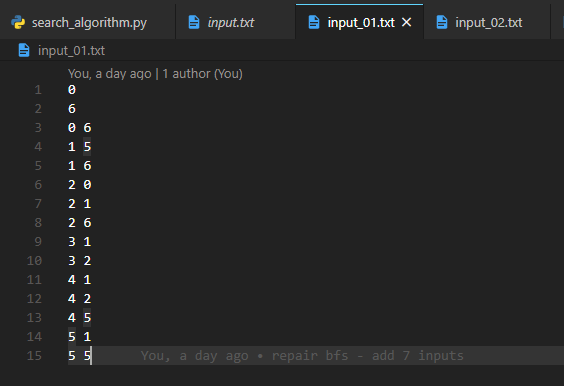 search_algorithm.py input.txt input_01.txt input_02.txt
input_01.txt
You, a day ago | 1 author (You)
1 0
2 6
3 0 6
4 1 5
5 1 6
6 2 0
7 2 1
8 2 6
9 3 1
10 3 2
11 4 1
12 4 2
13 4 5
14 5 1
15 5 5 You, a day ago • repair bfs - add 7 inputs